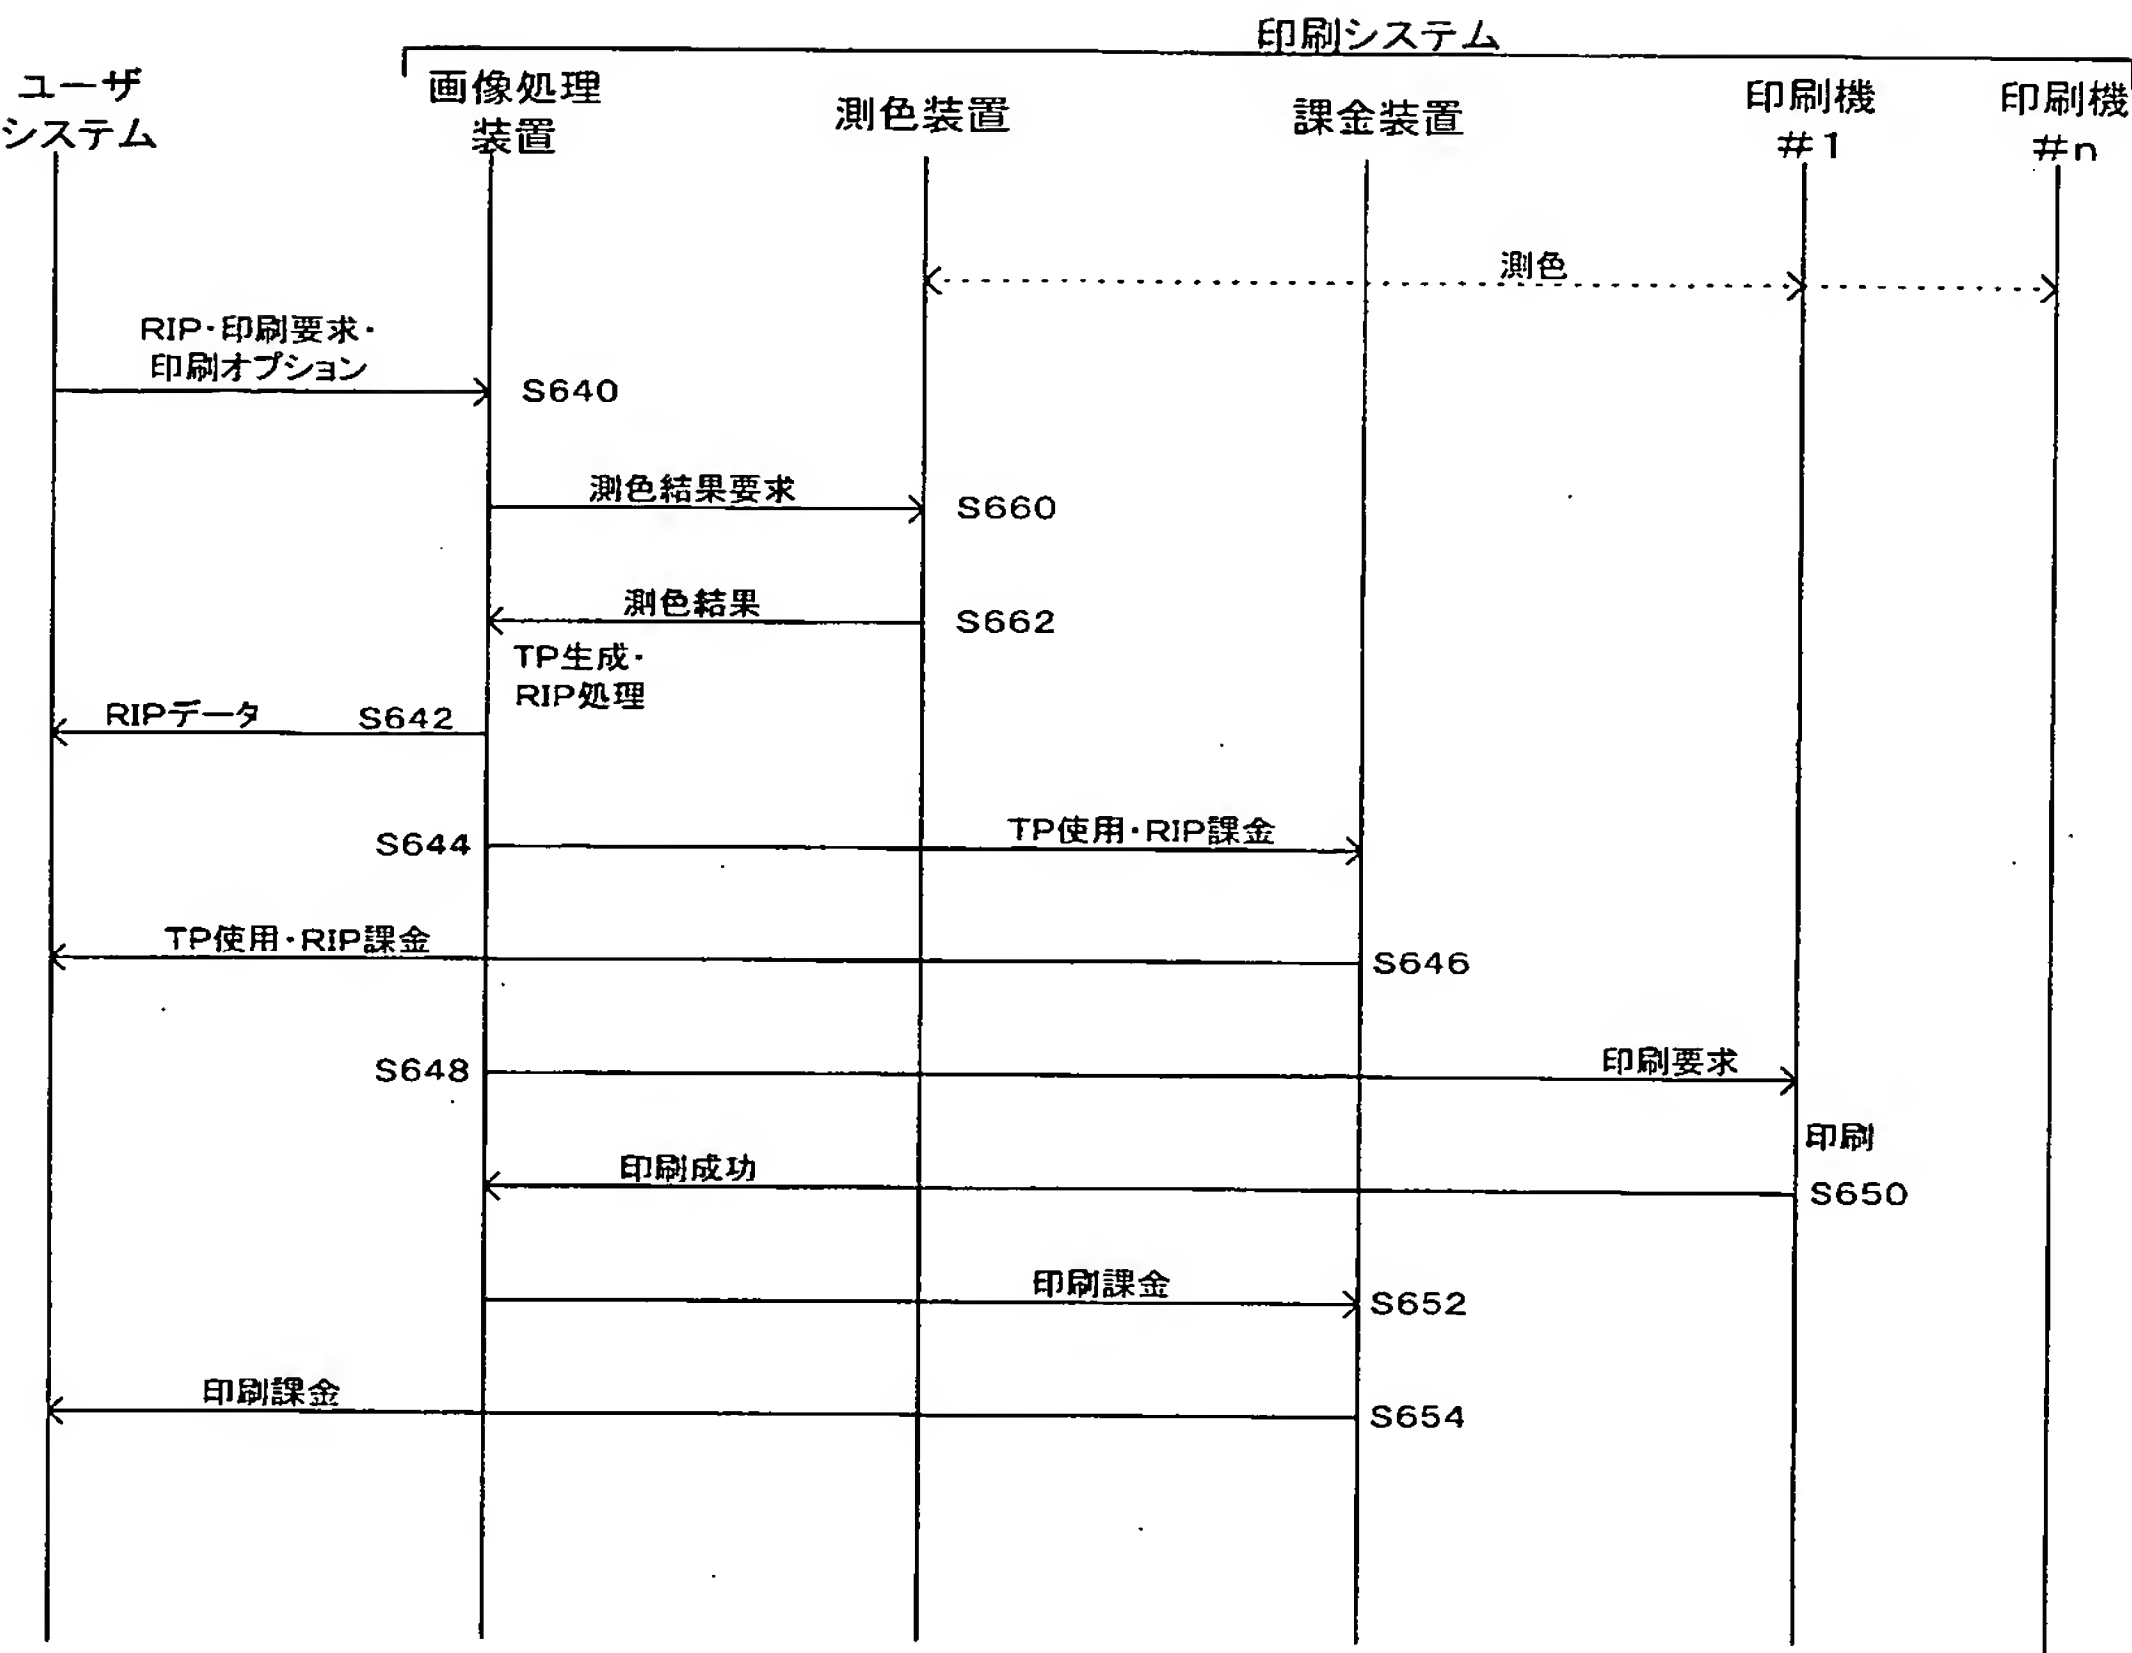 印刷システム
ユーザ
システム
画像処理
装置
測色装置
課金装置
印刷機
#1
印刷機
#n
測色
RIP・印刷要求・
印刷オプション
S640
測色結果要求
S660
測色結果
S662
TP生成・
RIP処理
RIPデータ
S642
S644
TP使用・RIP課金
TP使用・RIP課金
S646
S648
印刷要求
印刷
印刷成功
S650
印刷課金
S652
印刷課金
S654